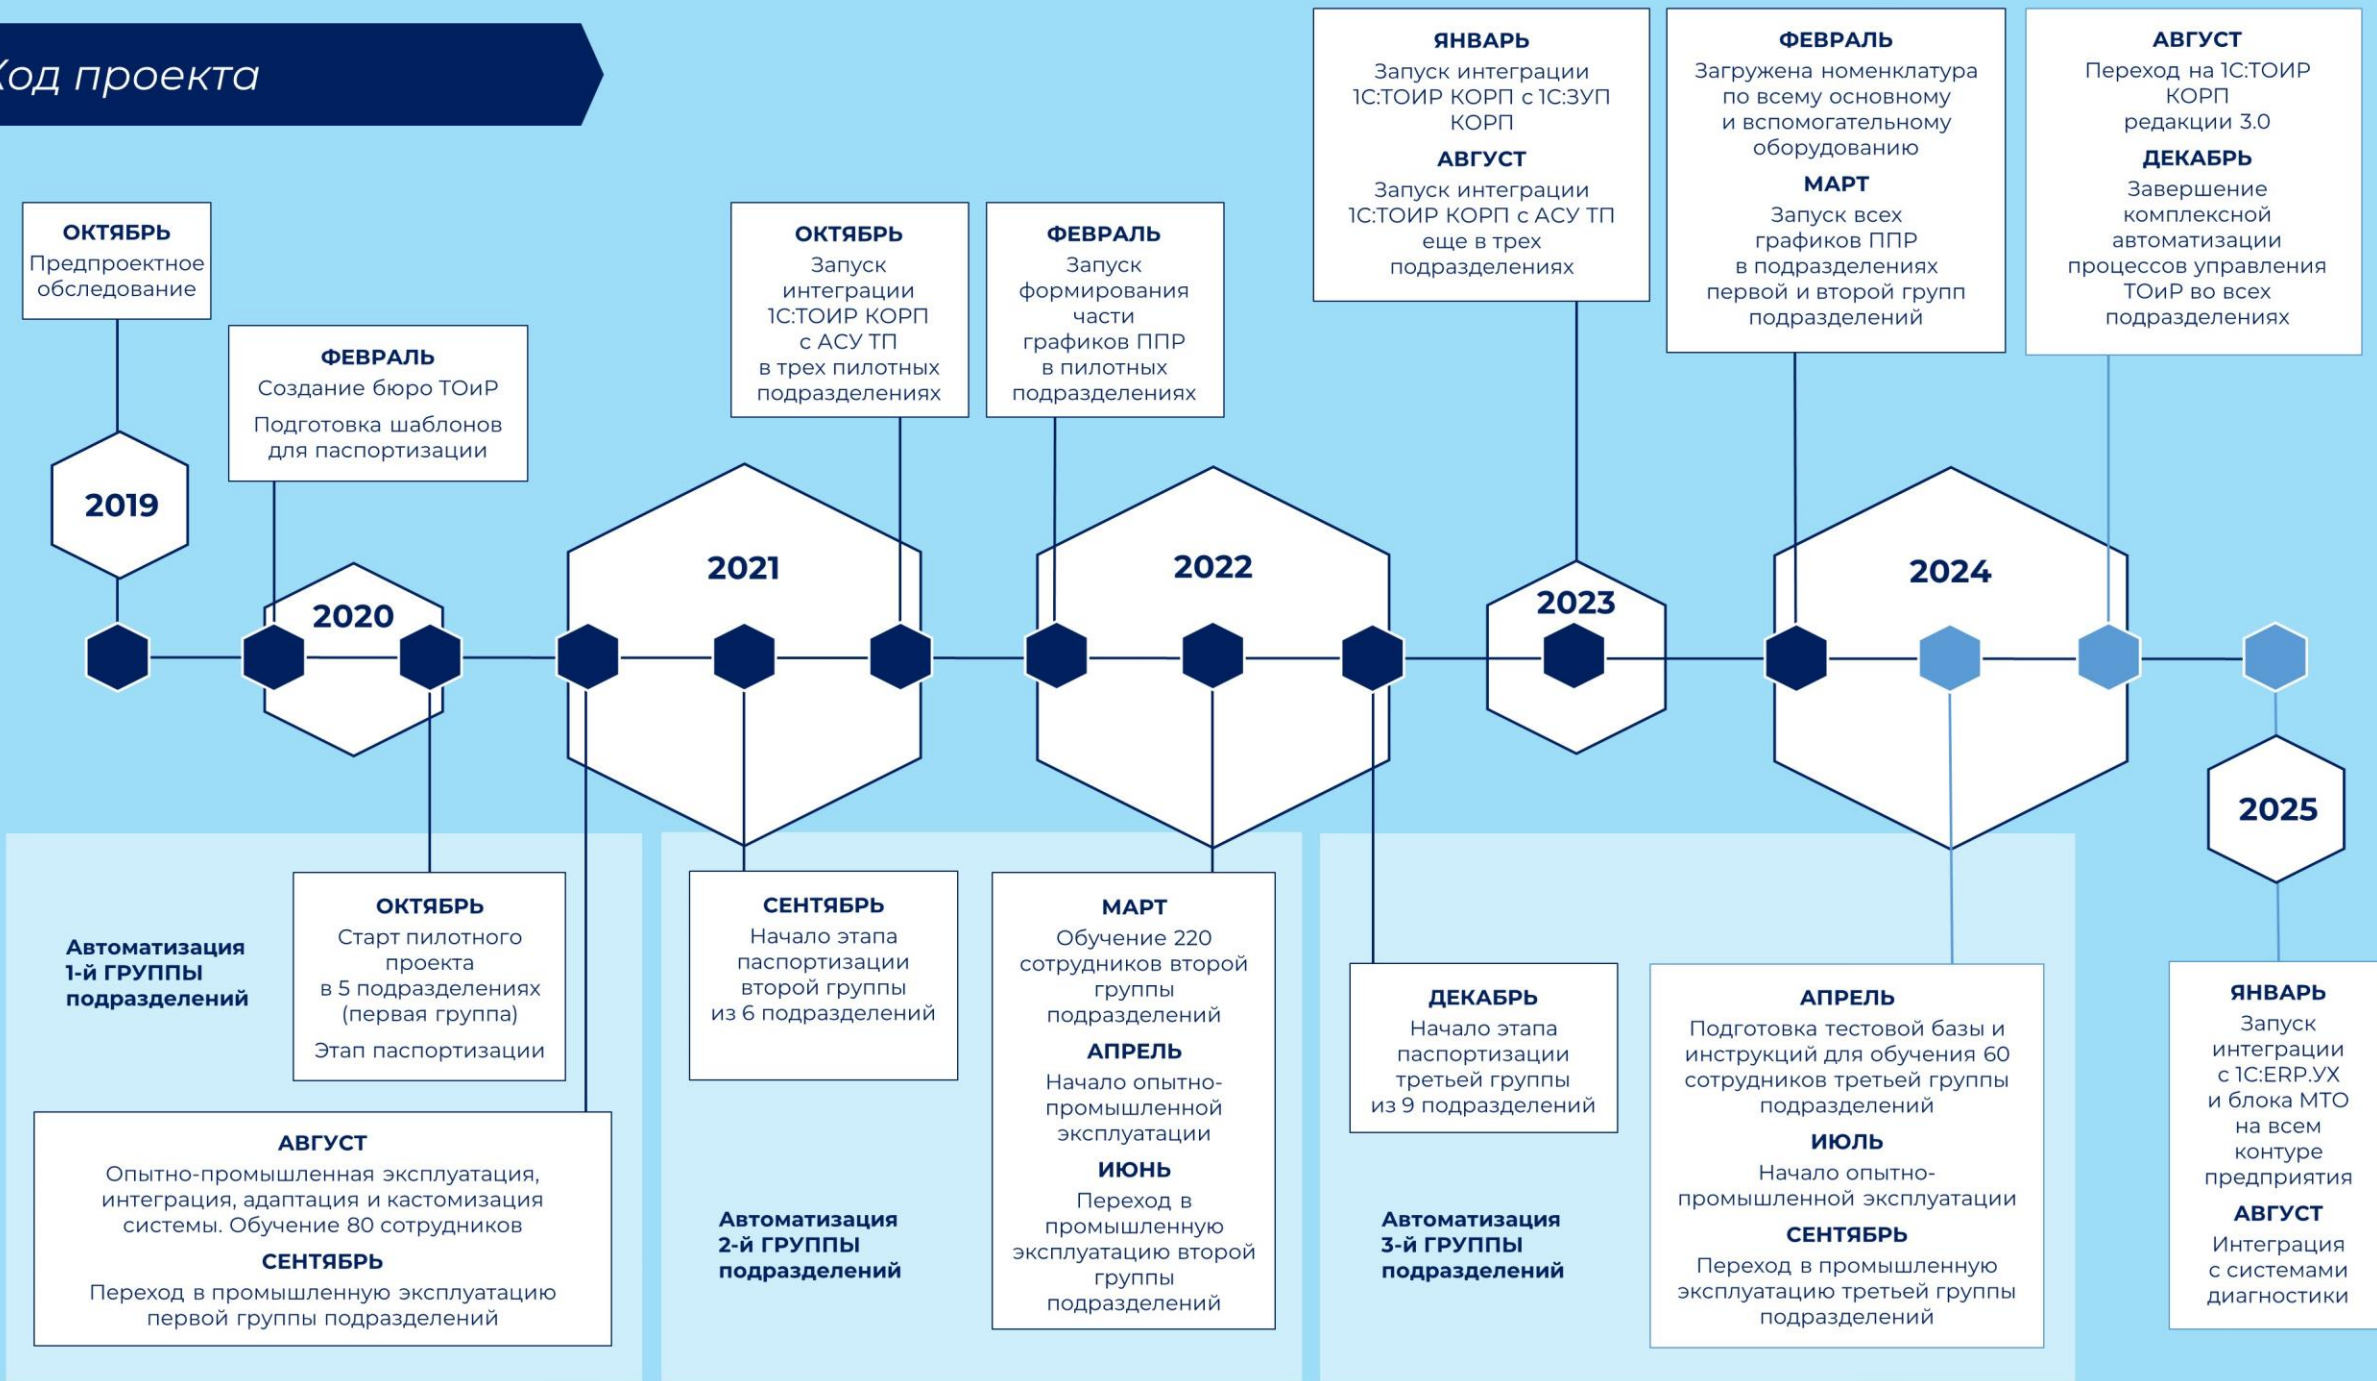 Ход проекта
ОКТЯБРЬ
Предпроектное
обследование
2019
ФЕВРАЛЬ
Создание бюро ТОиР
Подготовка шаблонов
для паспортизации
2020
ОКТЯБРЬ
Старт пилотного
проекта
в 5 подразделениях
(первая группа)
Этап паспортизации
Автоматизация
1-й ГРУППЫ
подразделений
АВГУСТ
Опытно-промышленная эксплуатация,
интеграция, адаптация и кастомизация
системы. Обучение 80 сотрудников
СЕНТЯБРЬ
Переход в промышленную эксплуатацию
первой группы подразделений
2021
СЕНТЯБРЬ
Начало этапа
паспортизации
второй группы
из 6 подразделений
ОКТЯБРЬ
Запуск
интеграции
1С:ТОИР КОРП
с АСУ ТП
в трех пилотных
подразделениях
ФЕВРАЛЬ
Запуск
формирования
части
графиков ППР
в пилотных
подразделениях
2022
МАРТ
Обучение 220
сотрудников второй
группы
подразделений
АПРЕЛЬ
Начало опытно-
промышленной
эксплуатации
ИЮНЬ
Переход в
промышленную
эксплуатацию второй
группы
подразделений
Автоматизация
2-й ГРУППЫ
подразделений
ДЕКАБРЬ
Начало этапа
паспортизации
третьей группы
из 9 подразделений
ЯНВАРЬ
Запуск интеграции
1С:ТОИР КОРП с 1С:ЗУП
КОРП
АВГУСТ
Запуск интеграции
1С:ТОИР КОРП с АСУ ТП
еще в трех
подразделениях
2023
ФЕВРАЛЬ
Загружена номенклатура
по всему основному
и вспомогательному
оборудованию
МАРТ
Запуск всех
графиков ППР
в подразделениях
первой и второй групп
подразделений
2024
АПРЕЛЬ
Подготовка тестовой базы и
инструкций для обучения 60
сотрудников третьей группы
подразделений
ИЮЛЬ
Начало опытно-
промышленной эксплуатации
СЕНТЯБРЬ
Переход в промышленную
эксплуатацию третьей группы
подразделений
Автоматизация
3-й ГРУППЫ
подразделений
АВГУСТ
Переход на 1С:ТОИР
КОРП
редакции 3.0
ДЕКАБРЬ
Завершение
комплексной
автоматизации
процессов управления
ТОиР во всех
подразделениях
2025
ЯНВАРЬ
Запуск
интеграции
с 1С:ERP.УХ
и блока МТО
на всем
контуре
предприятия
АВГУСТ
Интеграция
с системами
диагностики